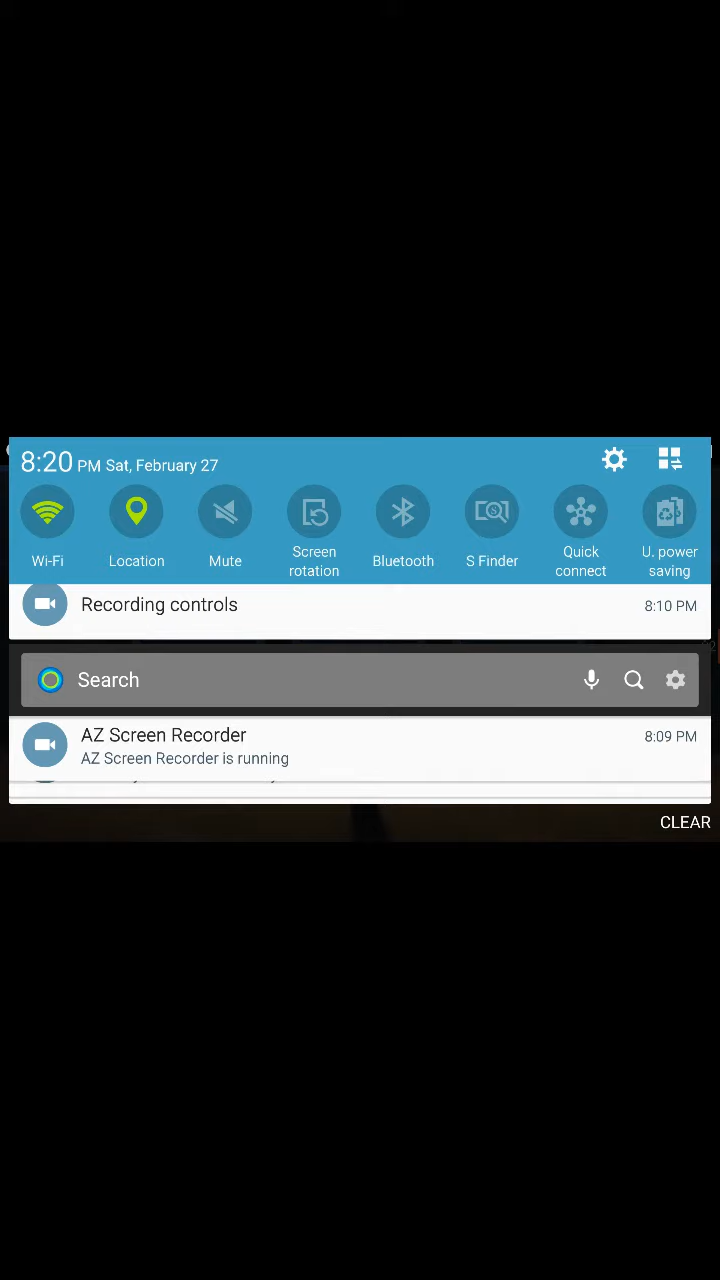 8:20 PM Sat, February 27
Wi-Fi
Location
Mute
Screen
rotation
Bluetooth
S Finder
Quick
connect
U. power
saving
Recording controls
8:10 PM
Search
AZ Screen Recorder
8:09 PM
AZ Screen Recorder is running
CLEAR